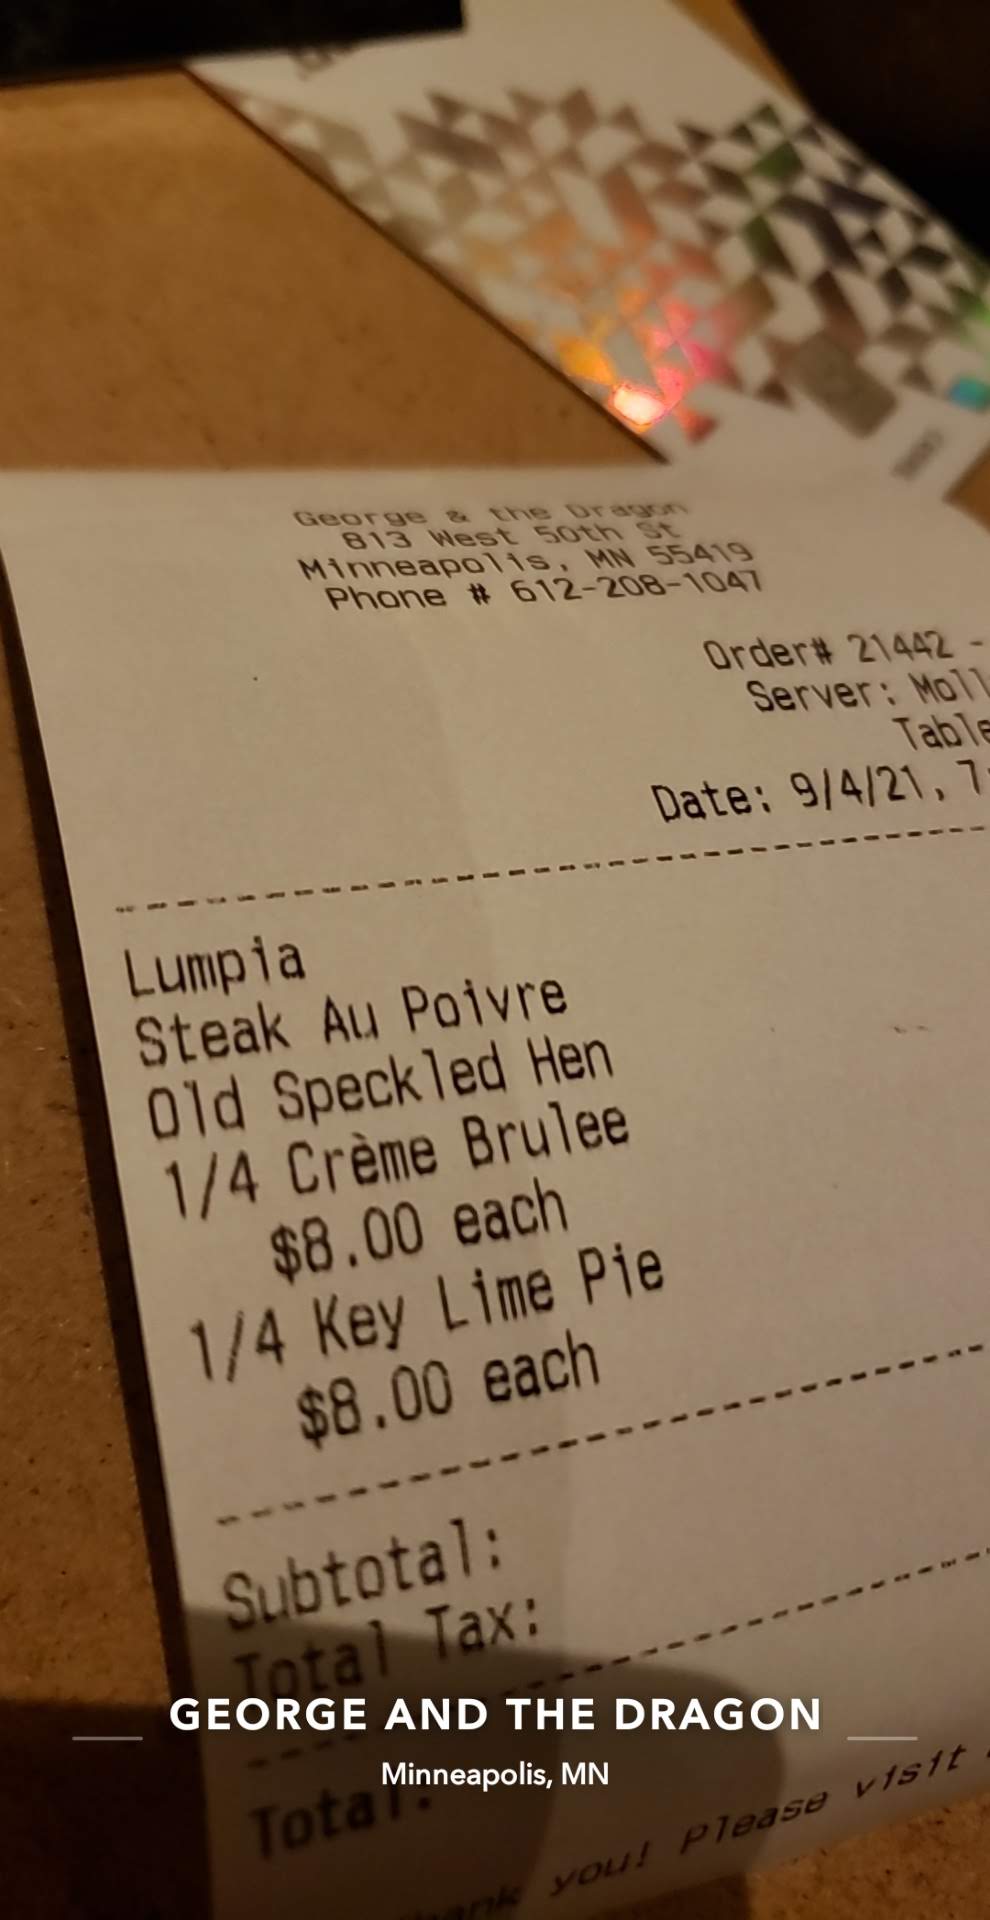 George & the Dragon
813 West 50th St
Minneapolis, MN 55419
Phone # 612-208-1047
Order# 21442 -
Server: Moll
Table
Date: 9/4/21, 7:
Lumpia
Steak Au Poivre
Old Speckled Hen
1/4 Crème Brulee
$8.00 each
1/4 Key Lime Pie
$8.00 each
Subtotal:
Total Tax:
GEORGE AND THE DRAGON
Minneapolis, MN
Total:
you! Please visit